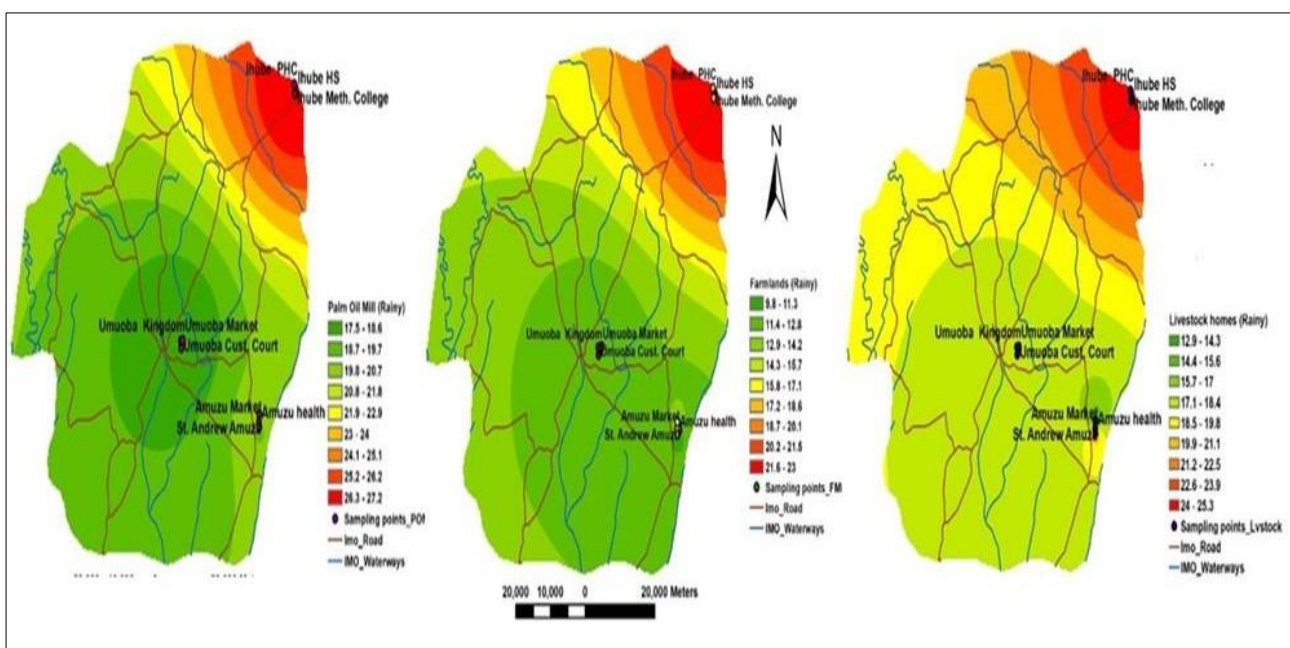 Ihube PHC
Ihube HS
Ihube Meth. College
Umuoba Kingdom Umuoba Market
Umuoba Cust. Court
Amuzu Market
Amuzu health
St. Andrew Amuzu
Palm Oil Mill (Rainy)
17.5 - 18.6
18.7 - 19.7
19.8 - 20.7
20.8 - 21.8
21.9 - 22.9
23 - 24
24.1 - 25.1
25.2 - 26.2
26.3 - 27.2
Sampling points_POM
Imo_Road
IMO_Waterways
Ihube PHC
Ihube HS
Ihube Meth. College
N
Umuoba Kingdom Umuoba Market
Umuoba Cust. Court
Amuzu Market
Amuzu health
St. Andrew Amuzu
Farmlands (Rainy)
9.8 - 11.3
11.4 - 12.8
12.9 - 14.2
14.3 - 15.7
15.8 - 17.1
17.2 - 18.6
18.7 - 20.1
20.2 - 21.5
21.6 - 23
Sampling points_FMl
Imo_Road
IMO_Waterways
20,000 10,000 0 20,000 Meters
Ihube PHC
Ihube HS
Ihube Meth. College
Umuoba Kingdom Umuoba Market
Umuoba Cust. Court
Amuzu Market
Amuzu health
St. Andrew Amuzu
Livestock homes (Rainy)
12.9 - 14.3
14.4 - 15.6
15.7 - 17
17.1 - 18.4
18.5 - 19.8
19.9 - 21.1
21.2 - 22.5
22.6 - 23.9
24 - 25.3
Sampling points_Lvstock
Imo_Road
IMO_Waterways